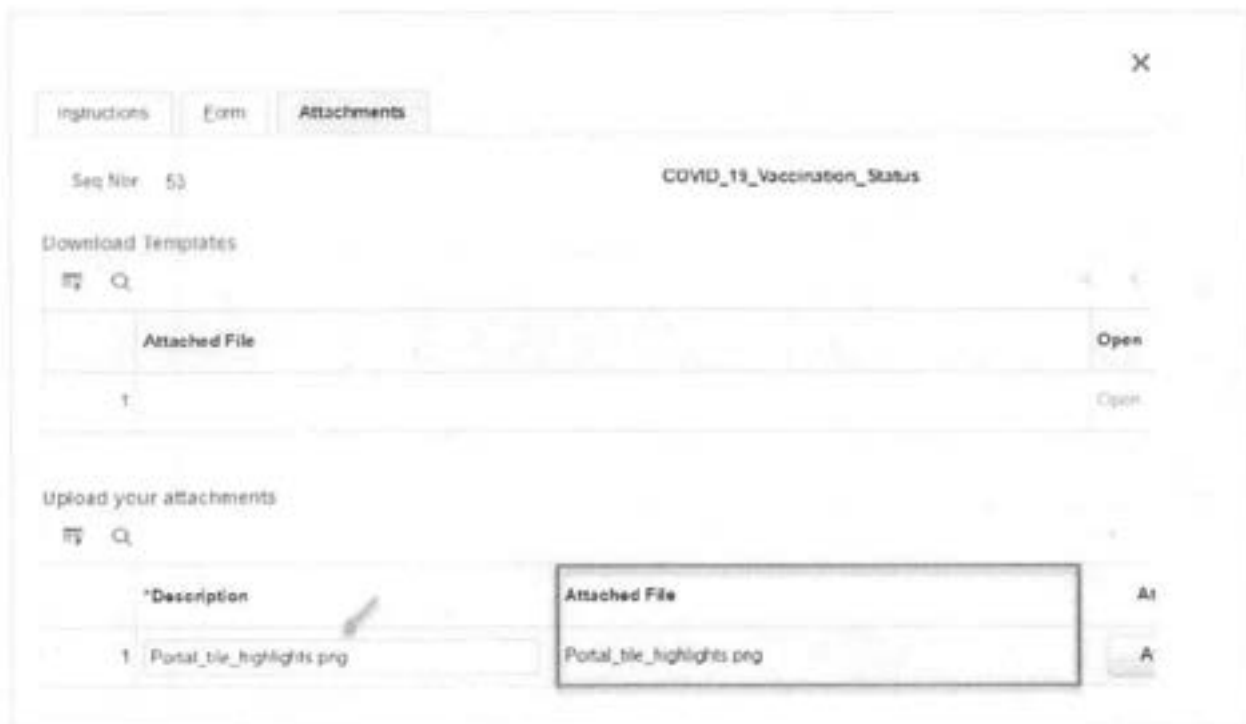 ×
Instructions Form Attachments
Seq Nbr 53 COVID_19_Vaccination_Status
Download Templates
Attached File Open
1 Open
Upload your attachments
*Description Attached File At
1 Portal_tile_highlights.png Portal_tile_highlights.png A